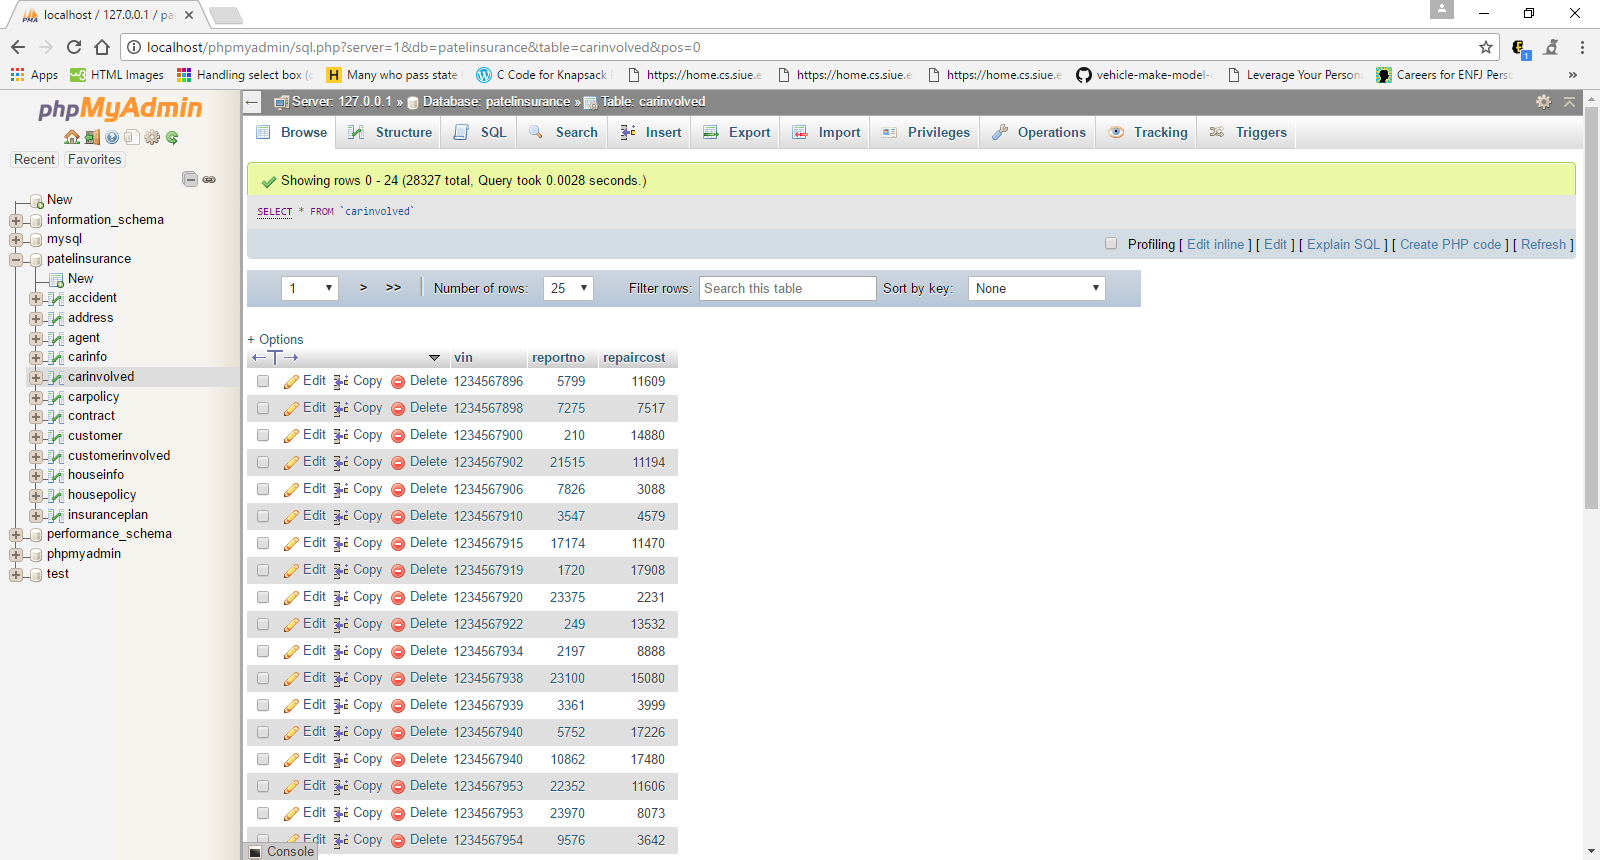 localhost / 127.0.0.1 / pa
localhost/phpmyadmin/sql.php?server=1&db=patelinsurance&table=carinvolved&pos=0
Apps HTML Images Handling select box ( Many who pass state C Code for Knapsack https://home.cs.siue.e https://home.cs.siue.e https://home.cs.siue.e vehicle-make-model- Leverage Your Person Careers for ENFJ Pers »
phpMyAdmin
Recent Favorites
New
information_schema
mysql
patelinsurance
New
accident
address
agent
carinfo
carinvolved
carpolicy
contract
customer
customerinvolved
houseinfo
housepolicy
insuranceplan
performance_schema
phpmyadmin
test
Server: 127.0.0.1 » Database: patelinsurance » Table: carinvolved
Browse Structure SQL Search Insert Export Import Privileges Operations Tracking Triggers
Showing rows 0 - 24 (28327 total, Query took 0.0028 seconds.)
SELECT * FROM `carinvolved`
Profiling [ Edit inline ] [ Edit ] [ Explain SQL ] [ Create PHP code ] [ Refresh ]
1 > >> Number of rows: 25 Filter rows: Search this table Sort by key: None
+ Options
vin reportno repaircost
Edit Copy Delete 1234567896 5799 11609
Edit Copy Delete 1234567898 7275 7517
Edit Copy Delete 1234567900 210 14880
Edit Copy Delete 1234567902 21515 11194
Edit Copy Delete 1234567906 7826 3088
Edit Copy Delete 1234567910 3547 4579
Edit Copy Delete 1234567915 17174 11470
Edit Copy Delete 1234567919 1720 17908
Edit Copy Delete 1234567920 23375 2231
Edit Copy Delete 1234567922 249 13532
Edit Copy Delete 1234567934 2197 8888
Edit Copy Delete 1234567938 23100 15080
Edit Copy Delete 1234567939 3361 3999
Edit Copy Delete 1234567940 5752 17226
Edit Copy Delete 1234567940 10862 17480
Edit Copy Delete 1234567953 22352 11606
Edit Copy Delete 1234567953 23970 8073
Edit Copy Delete 1234567954 9576 3642
Console